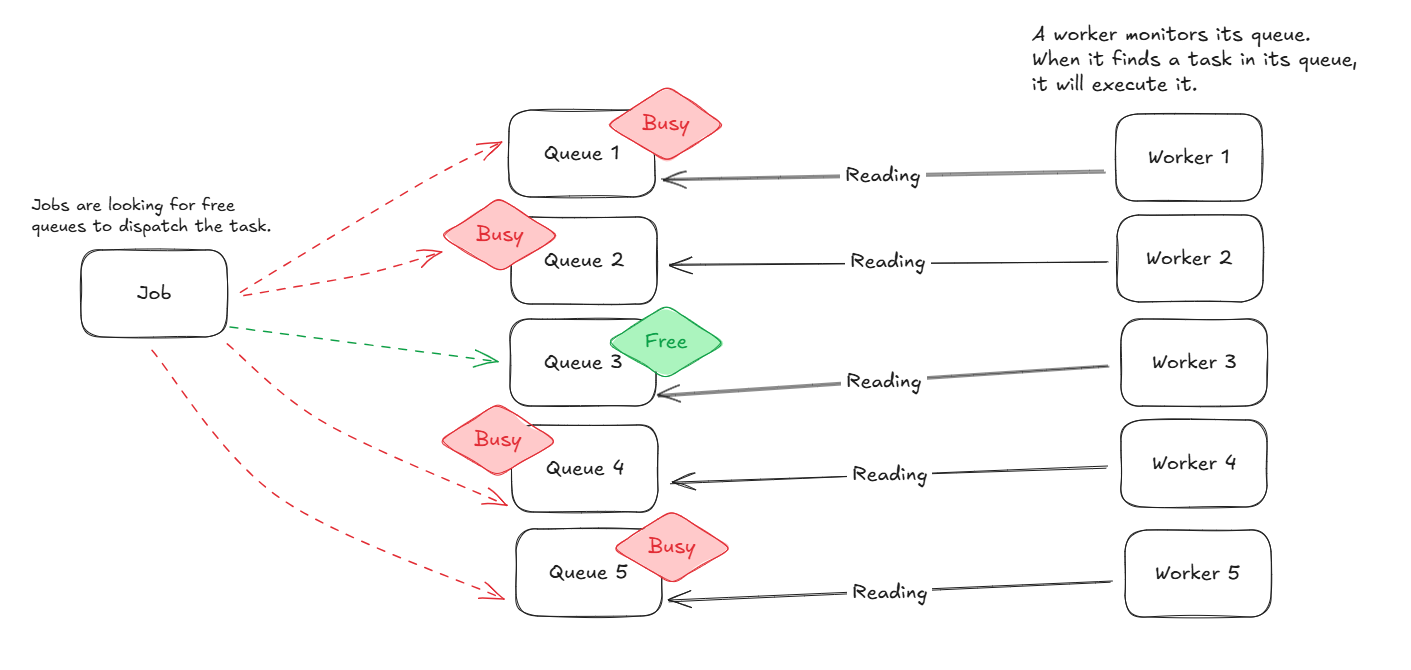 A worker monitors its queue.
When it finds a task in its queue,
it will execute it.
Busy
Queue 1
Reading
Worker 1
Jobs are looking for free
queues to dispatch the task.
Job
Busy
Queue 2
Reading
Worker 2
Free
Queue 3
Reading
Worker 3
Busy
Queue 4
Reading
Worker 4
Busy
Queue 5
Reading
Worker 5